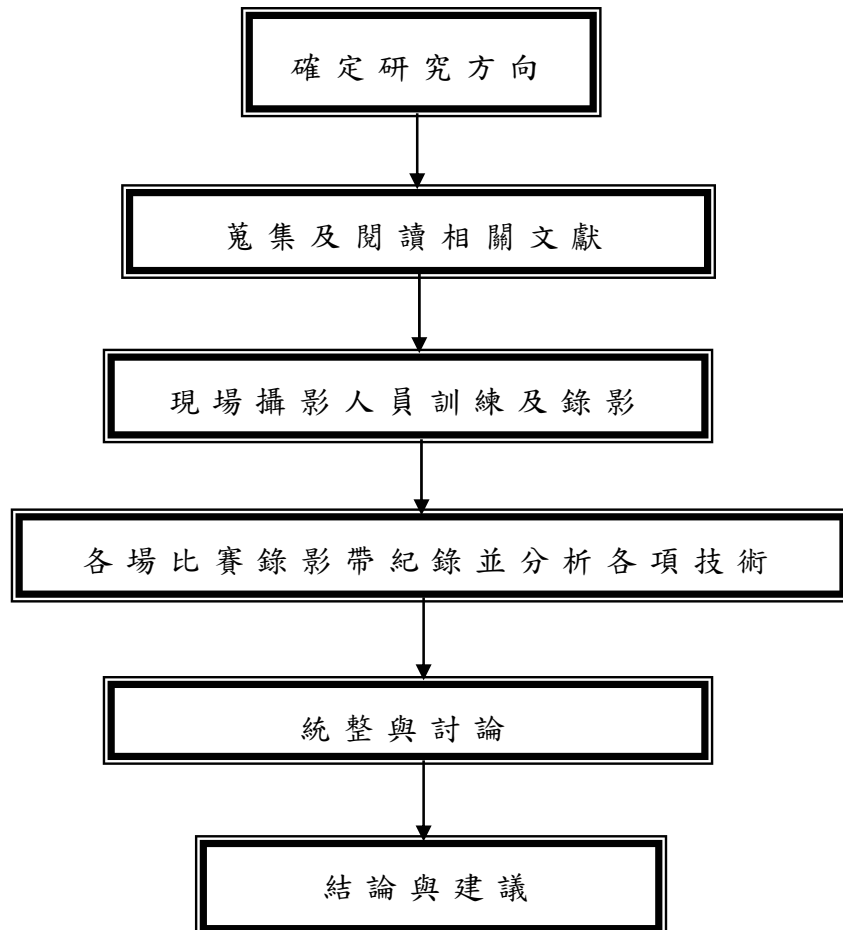 確定研究方向
蒐集及閱讀相關文獻
現場攝影人員訓練及錄影
各場比賽錄影帶紀錄並分析各項技術
統整與討論
結論與建議